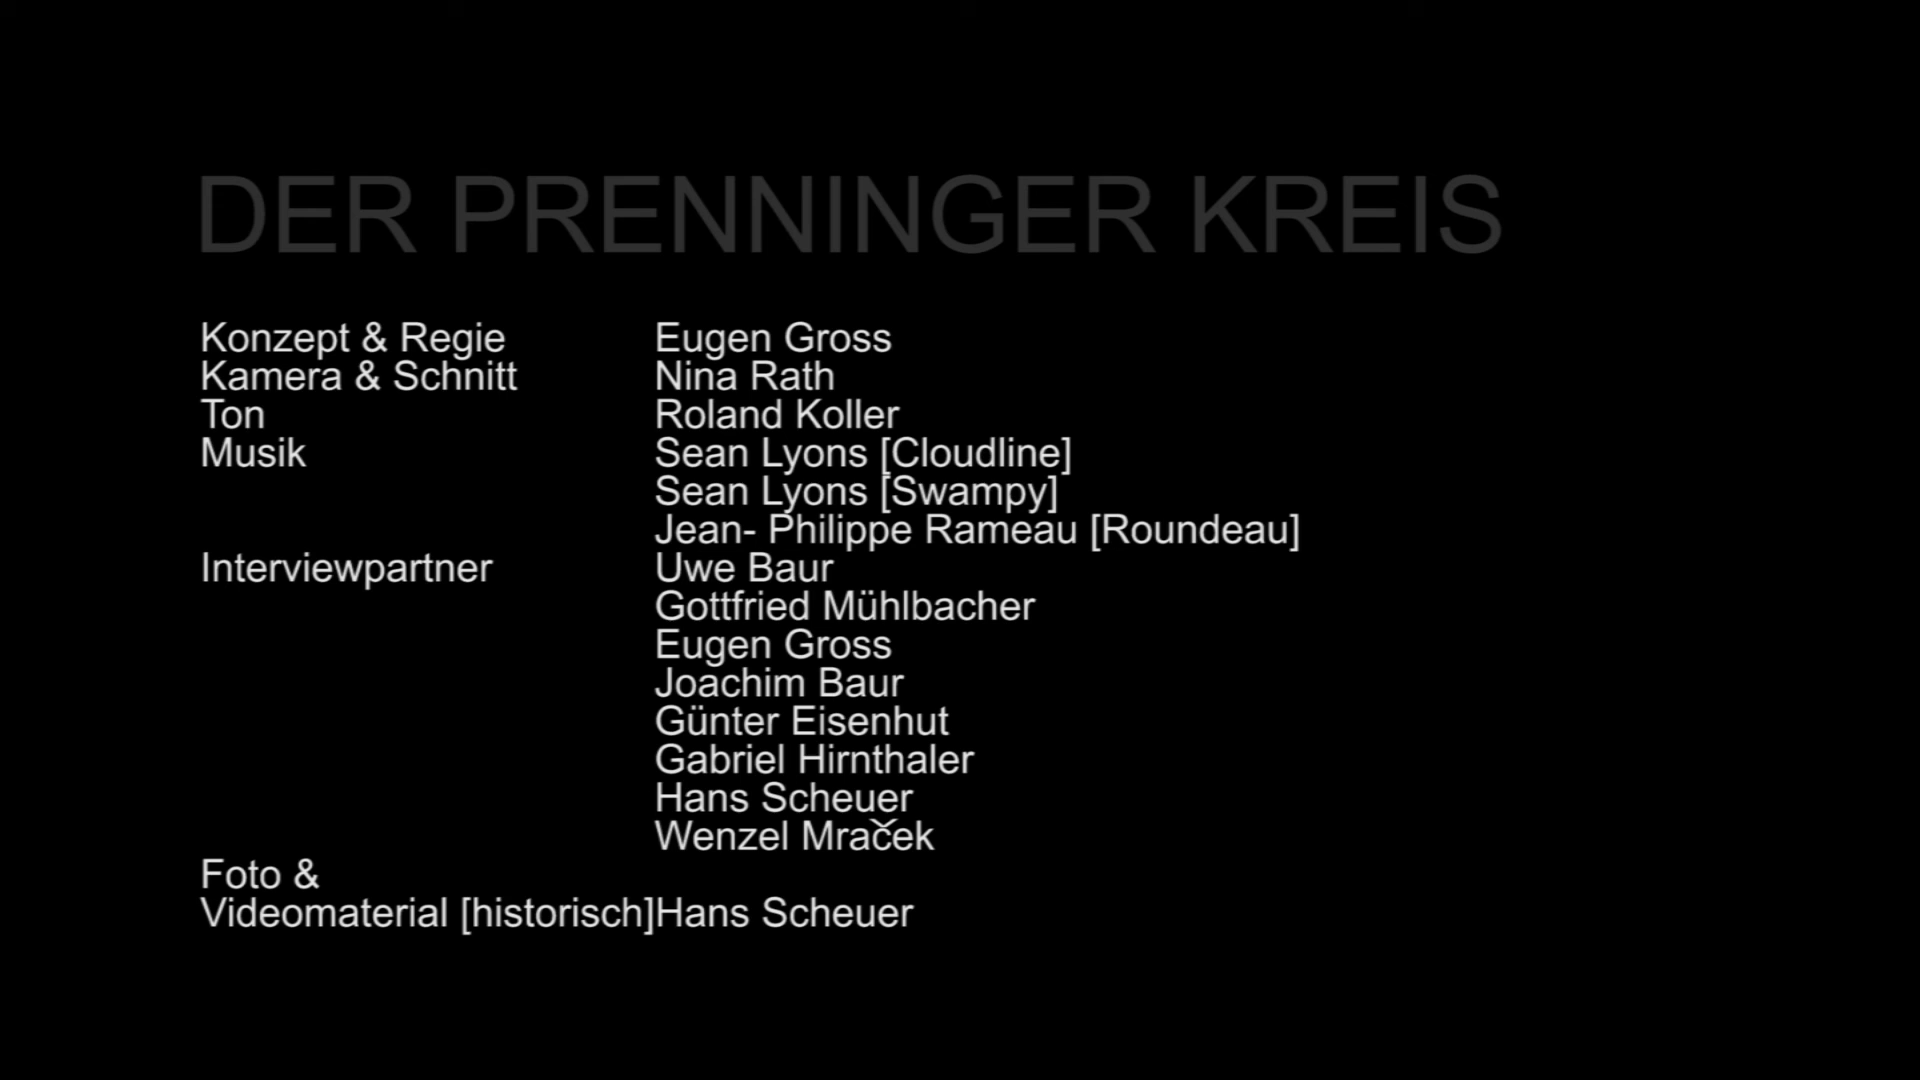 DER PRENNINGER KREIS
Konzept & Regie Eugen Gross
Kamera & Schnitt Nina Rath
Ton Roland Koller
Musik Sean Lyons [Cloudline]
Sean Lyons [Swampy]
Jean- Philippe Rameau [Roundeau]
Interviewpartner Uwe Baur
Gottfried Mühlbacher
Eugen Gross
Joachim Baur
Günter Eisenhut
Gabriel Hirnthaler
Hans Scheuer
Wenzel Mraček
Foto &
Videomaterial [historisch]Hans Scheuer